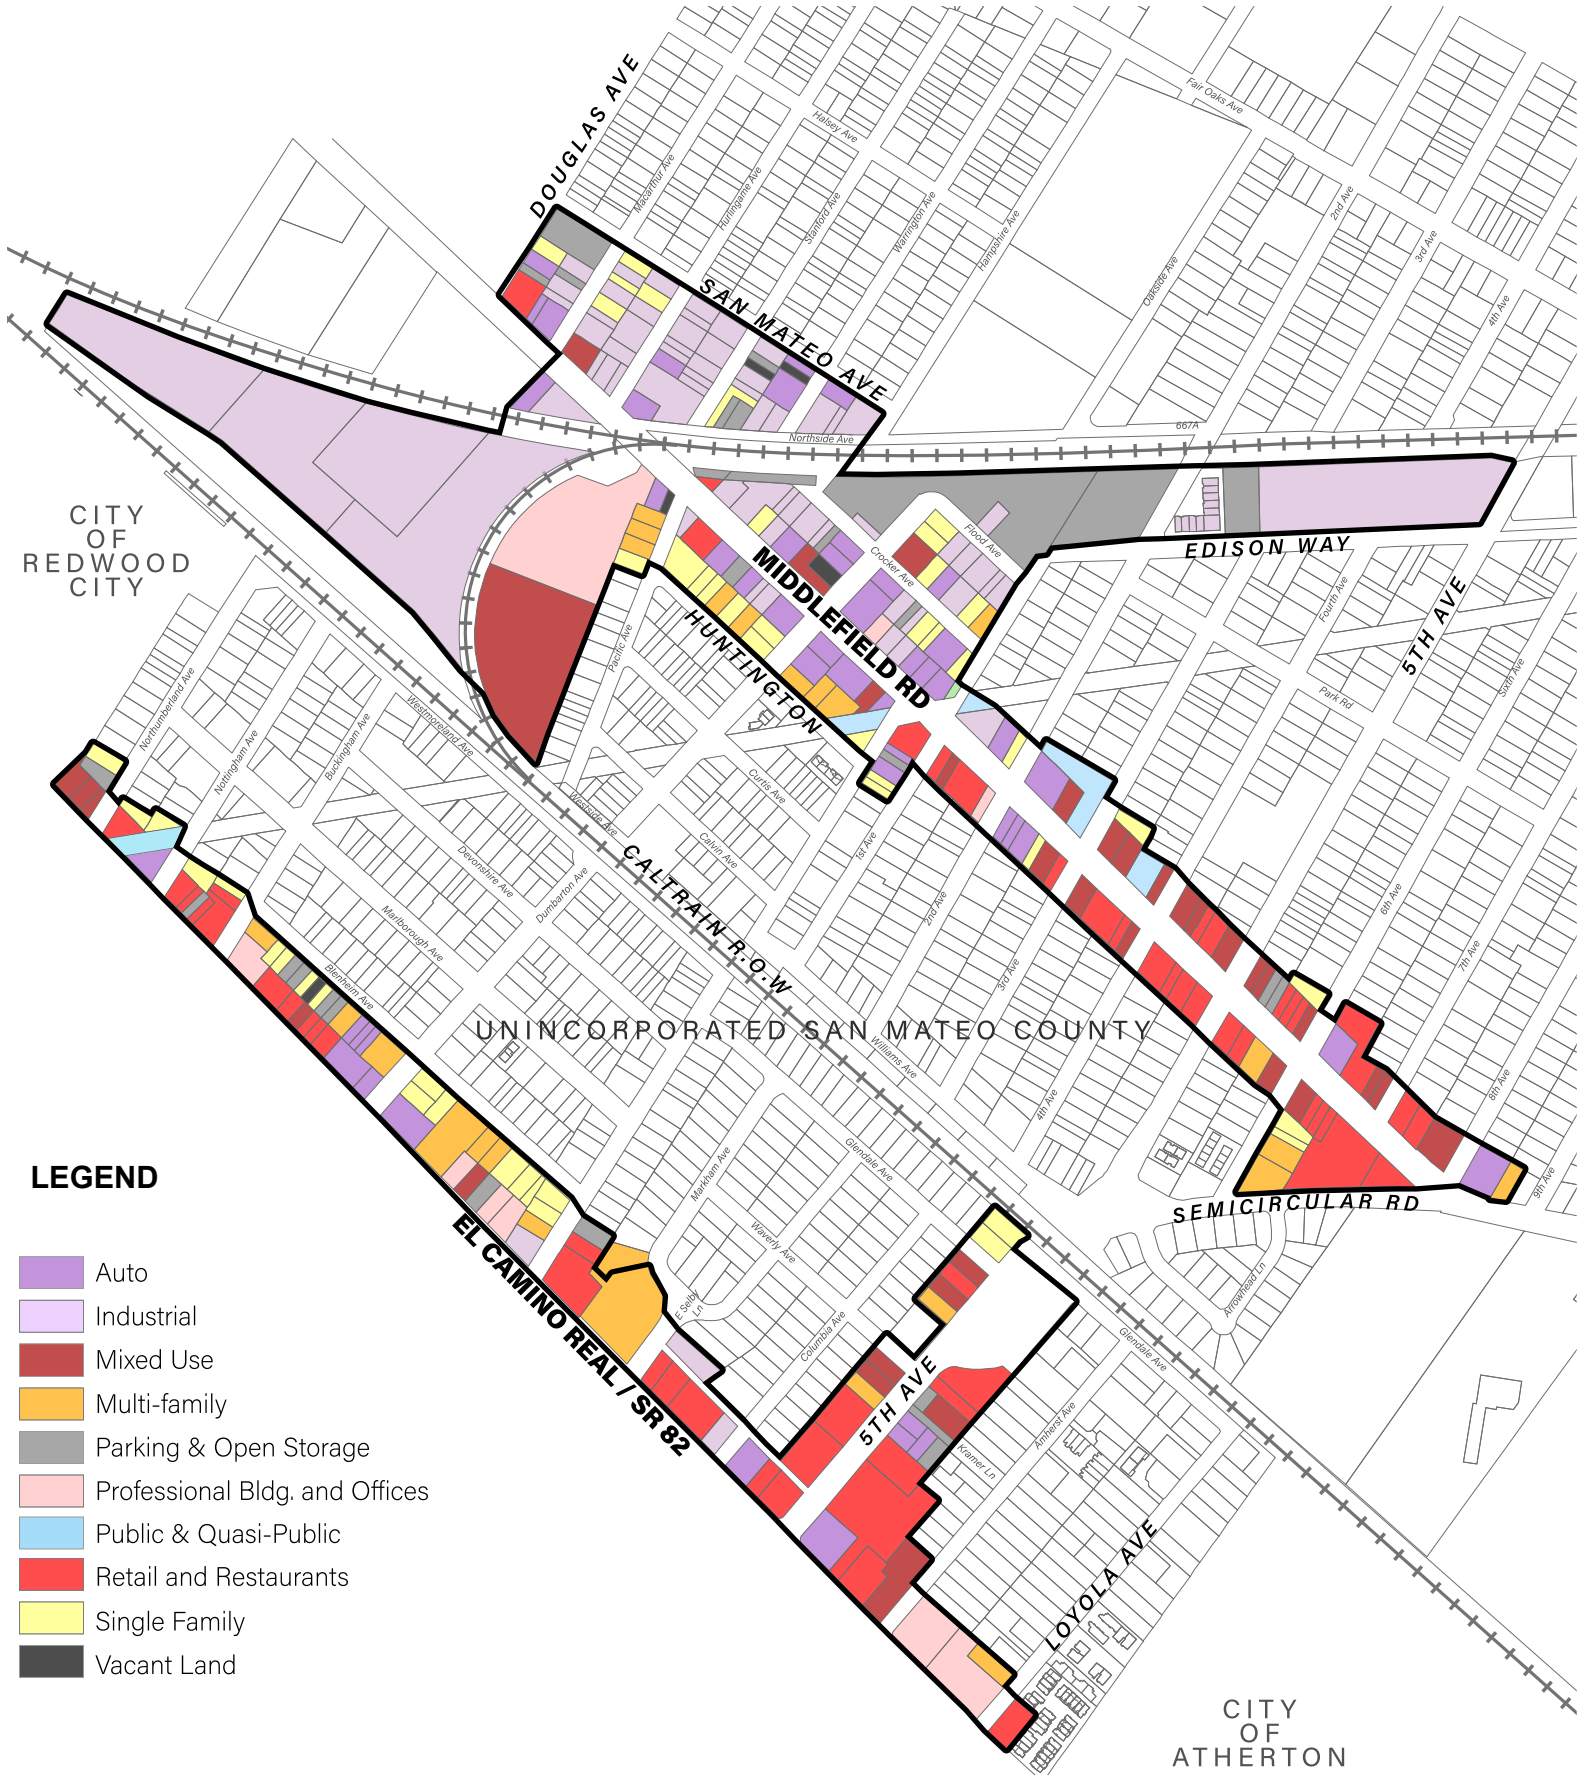 DOUGLAS AVE
Macarthur Ave
Hurlingame Ave
Halsey Ave
Stanford Ave
Warrington Ave
Hampshire Ave
Fair Oaks Ave
Oakside Ave
2nd Ave
3rd Ave
4th Ave
SAN MATEO AVE
Northside Ave
667A
CITY
OF
REDWOOD
CITY
Flood Ave
Crocker Ave
EDISON WAY
MIDDLEFIELD RD
HUNTINGTON
Pacific Ave
Fourth Ave
5TH AVE
Sixth Ave
Park Rd
Northumberland Ave
Nottingham Ave
Buckingham Ave
Westmoreland Ave
Westside Ave
Curtis Ave
Calvin Ave
1st Ave
2nd Ave
3rd Ave
4th Ave
6th Ave
7th Ave
8th Ave
9th Ave
Devonshire Ave
Dumbarton Ave
Marlborough Ave
Blenheim Ave
CALTRAIN R.O.W
UNINCORPORATED SAN MATEO COUNTY
Williams Ave
Glendale Ave
Markham Ave
Waverly Ave
E Selby
Ln
Columbia Ave
SEMICIRCULAR RD
Arrowhead Ln
Glendale Ave
EL CAMINO REAL / SR 82
5TH AVE
Amherst Ave
Kramer Ln
LOYOLA AVE
CITY
OF
ATHERTON
LEGEND
Auto
Industrial
Mixed Use
Multi-family
Parking & Open Storage
Professional Bldg. and Offices
Public & Quasi-Public
Retail and Restaurants
Single Family
Vacant Land